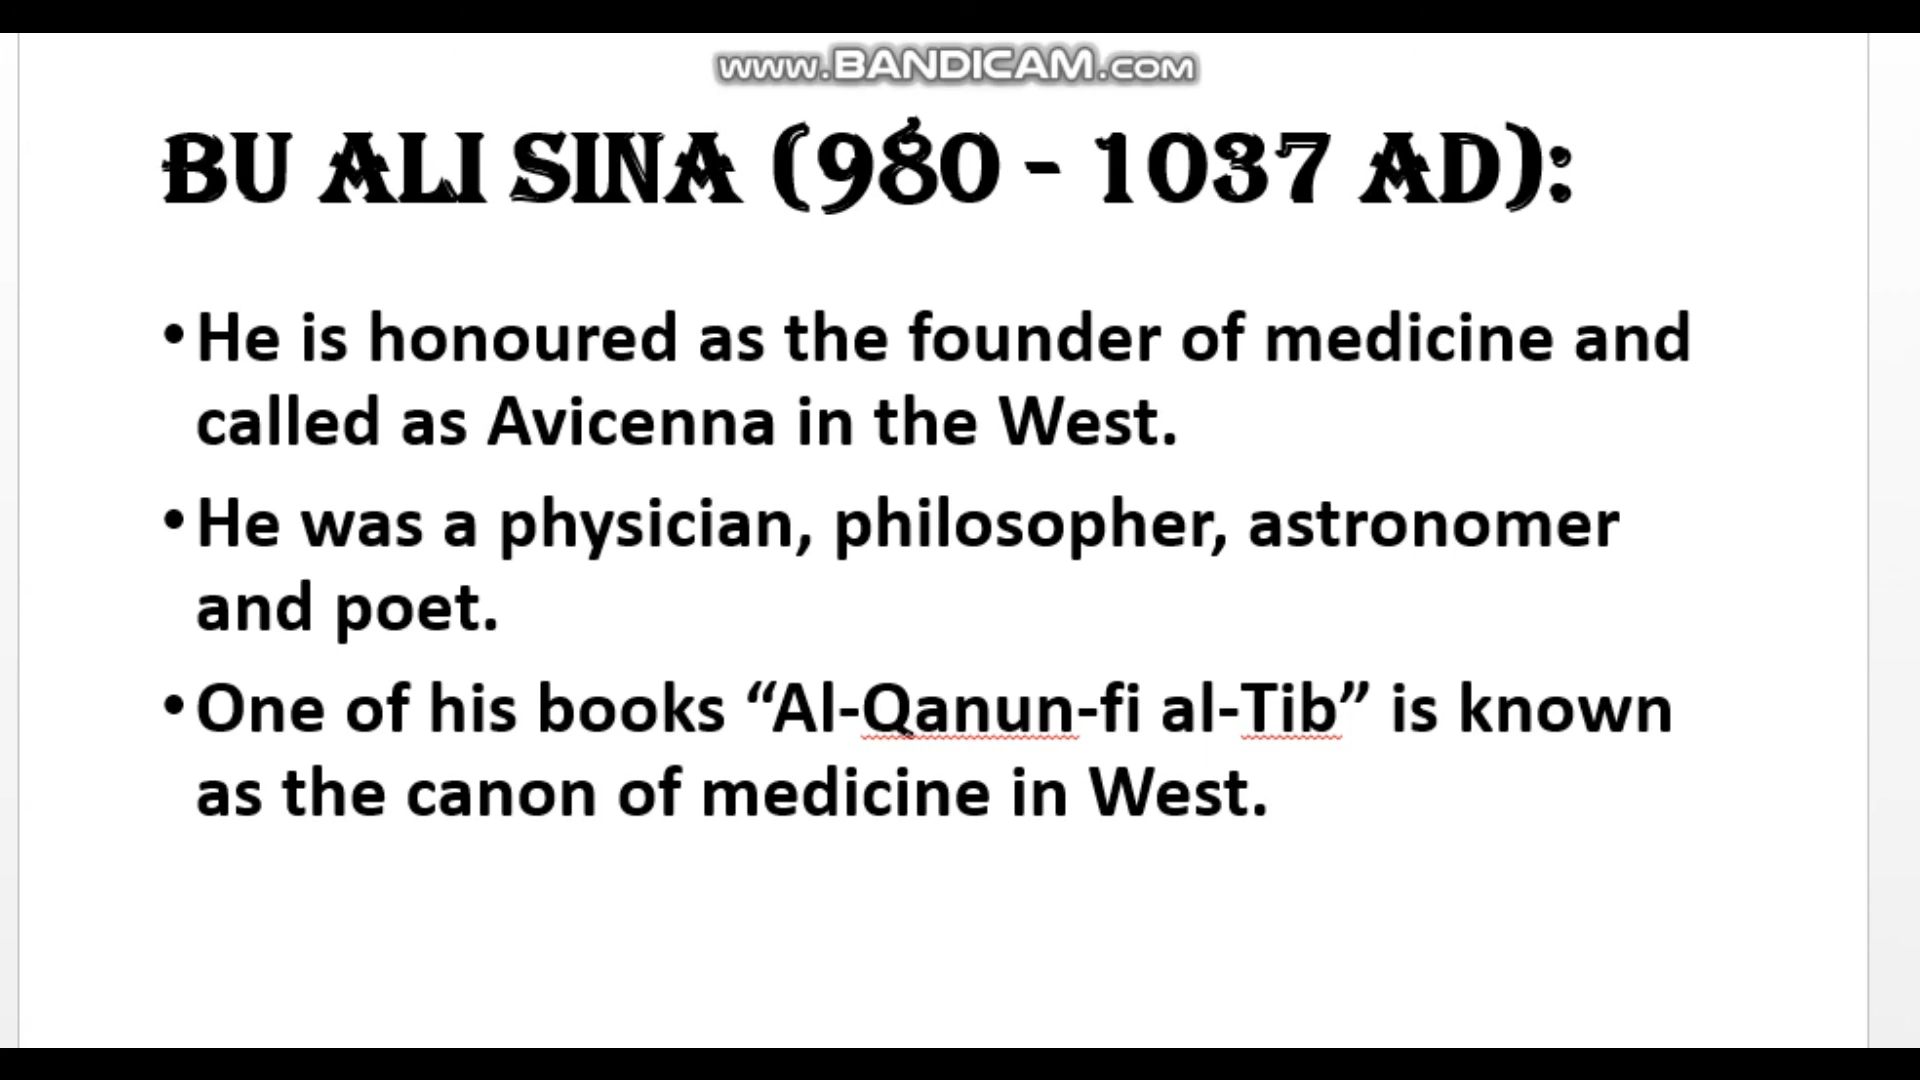 www.BANDICAM.com
BU ALI SINA (980 - 1037 AD):
•He is honoured as the founder of medicine and
called as Avicenna in the West.
•He was a physician, philosopher, astronomer
and poet.
•One of his books “Al-Qanun-fi al-Tib” is known
as the canon of medicine in West.